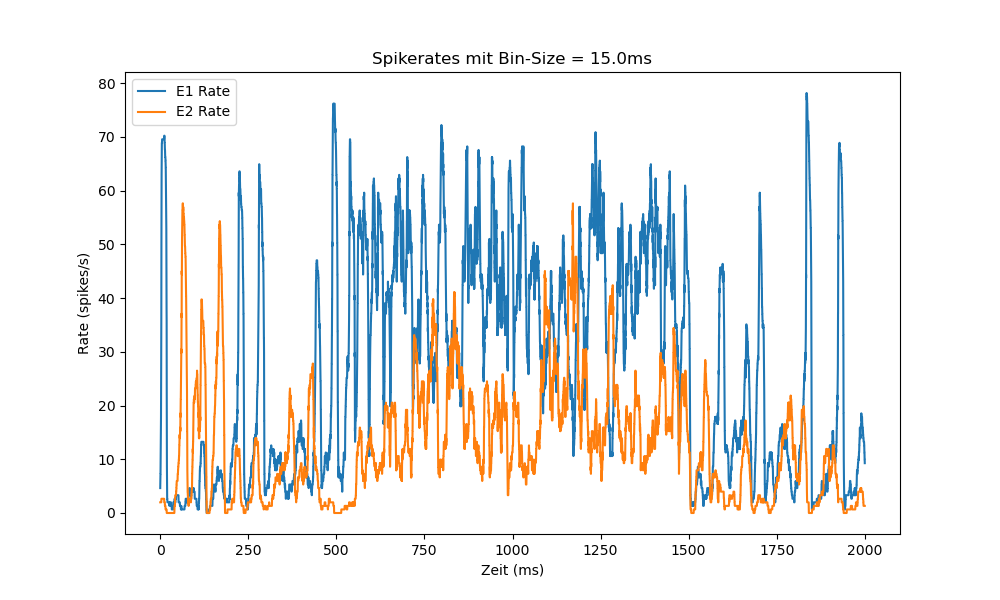 Spikerates mit Bin-Size = 15.0ms
E1 Rate
E2 Rate
80
70
60
50
40
30
20
10
0
Rate (spikes/s)
0 250 500 750 1000 1250 1500 1750 2000
Zeit (ms)